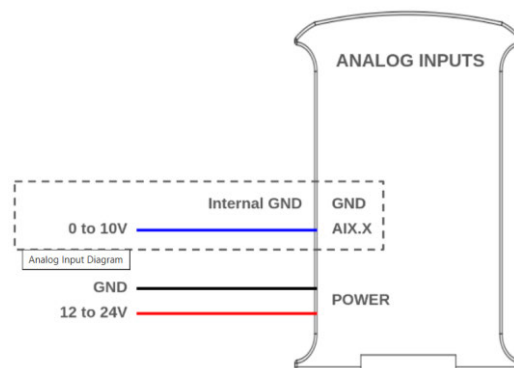 ANALOG INPUTS
Internal GND GND
0 to 10V AIX.X
Analog Input Diagram
GND
POWER
12 to 24V